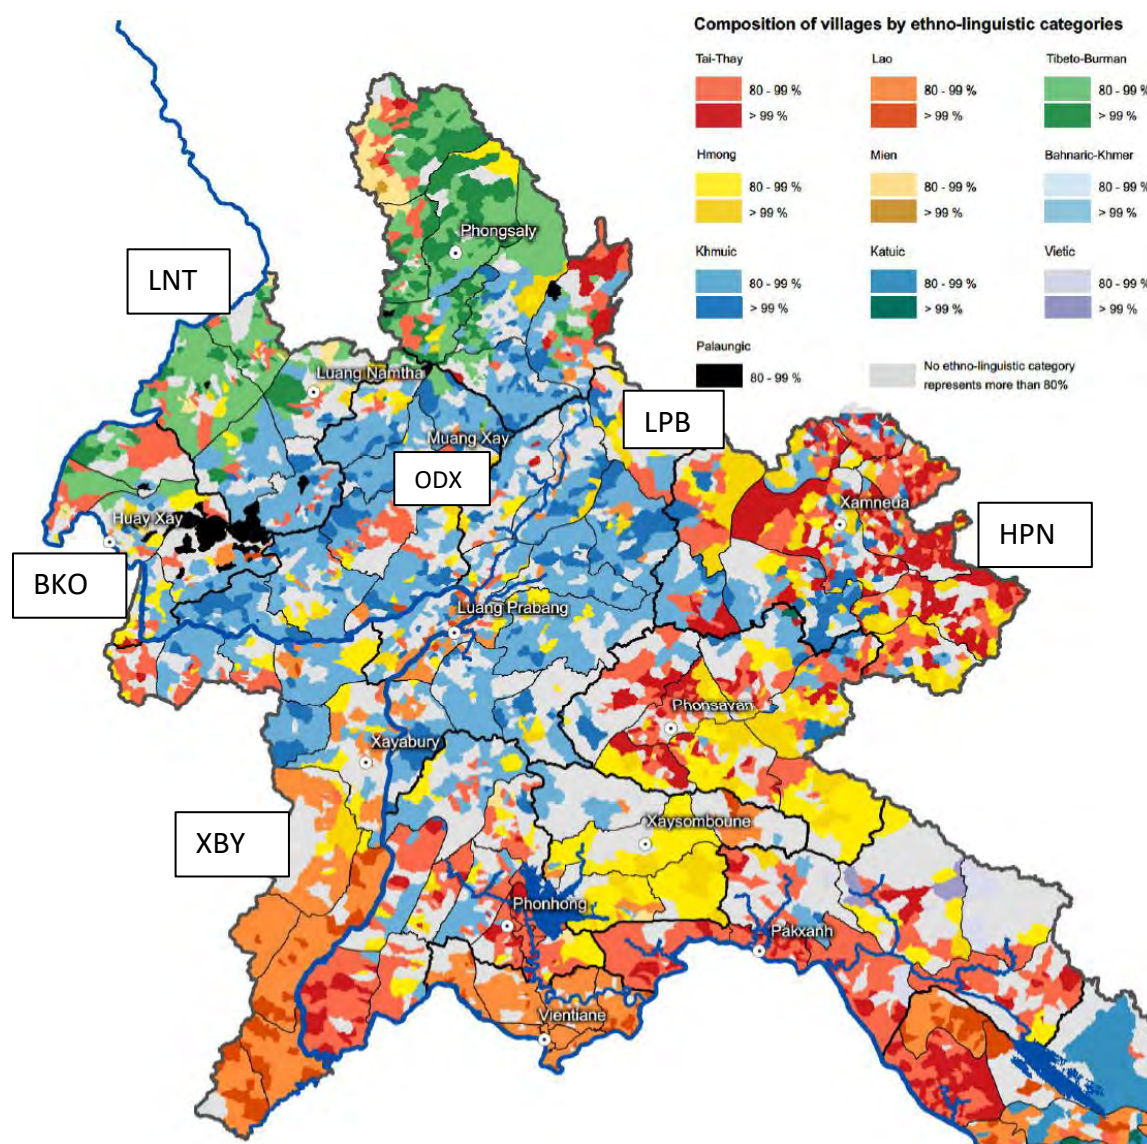 Composition of villages by ethno-linguistic categories
Tai-Thay
80 - 99 %
> 99 %
Lao
80 - 99 %
> 99 %
Tibeto-Burman
80 - 99 %
> 99 %
Hmong
80 - 99 %
> 99 %
Mien
80 - 99 %
> 99 %
Bahnaric-Khmer
80 - 99 %
> 99 %
Khmuic
80 - 99 %
> 99 %
Katuic
80 - 99 %
> 99 %
Vietic
80 - 99 %
> 99 %
Palaungic
80 - 99 %
No ethno-linguistic category
represents more than 80%
Phongsaly
LNT
Luang Namtha
LPB
Muang Xay
ODX
Xamneua
Huay Xay
HPN
BKO
Luang Prabang
Phonsavan
Xayabury
XBY
Xaysomboune
Phonhong
Pakxanh
Vientiane